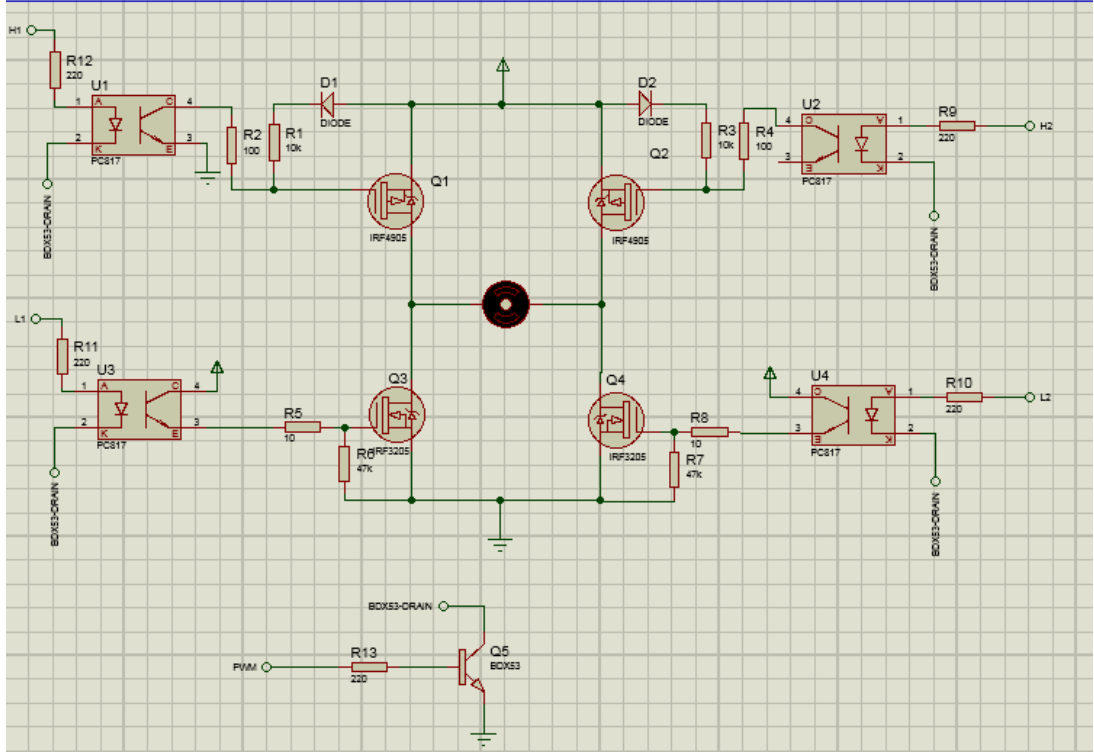 H1
R12
220
U1
1
A
C
4
2
K
E
3
PC817
BDX53-DRAIN
R2
100
R1
10k
D1
DIODE
D2
DIODE
R3
10k
R4
100
U2
4
C
A
1
3
E
K
2
PC817
R9
220
H2
BDX53-DRAIN
Q1
IRF4905
Q2
IRF4905
L1
R11
220
U3
1
A
C
4
2
K
E
3
PC817
BDX53-DRAIN
R5
10
R6
47k
Q3
IRF3205
Q4
IRF3205
R8
10
R7
47k
U4
4
C
A
1
3
E
K
2
PC817
R10
220
L2
BDX53-DRAIN
BDX53-DRAIN
PWM
R13
220
Q5
BDX53